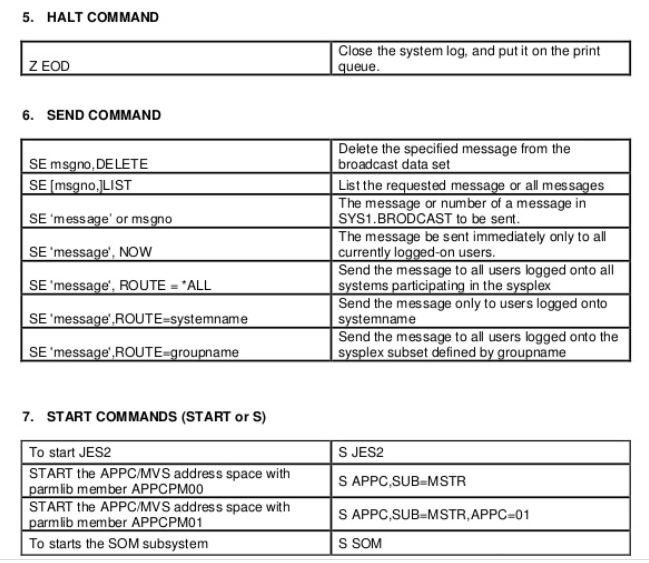 5. HALT COMMAND
Z EOD
Close the system log, and put it on the print
queue.
6. SEND COMMAND
SE msgno,DELETE
Delete the specified message from the
broadcast data set
SE [msgno,]LIST
List the requested message or all messages
SE ‘message’ or msgno
The message or number of a message in
SYS1.BRODCAST to be sent.
SE 'message', NOW
The message be sent immediately only to all
currently logged-on users.
SE 'message', ROUTE = *ALL
Send the message to all users logged onto all
systems participating in the sysplex
SE 'message',ROUTE=systemname
Send the message only to users logged onto
systemname
SE 'message',ROUTE=groupname
Send the message to all users logged onto the
sysplex subset defined by groupname
7. START COMMANDS (START or S)
To start JES2
S JES2
START the APPC/MVS address space with
parmlib member APPCPM00
S APPC,SUB=MSTR
START the APPC/MVS address space with
parmlib member APPCPM01
S APPC,SUB=MSTR,APPC=01
To starts the SOM subsystem
S SOM